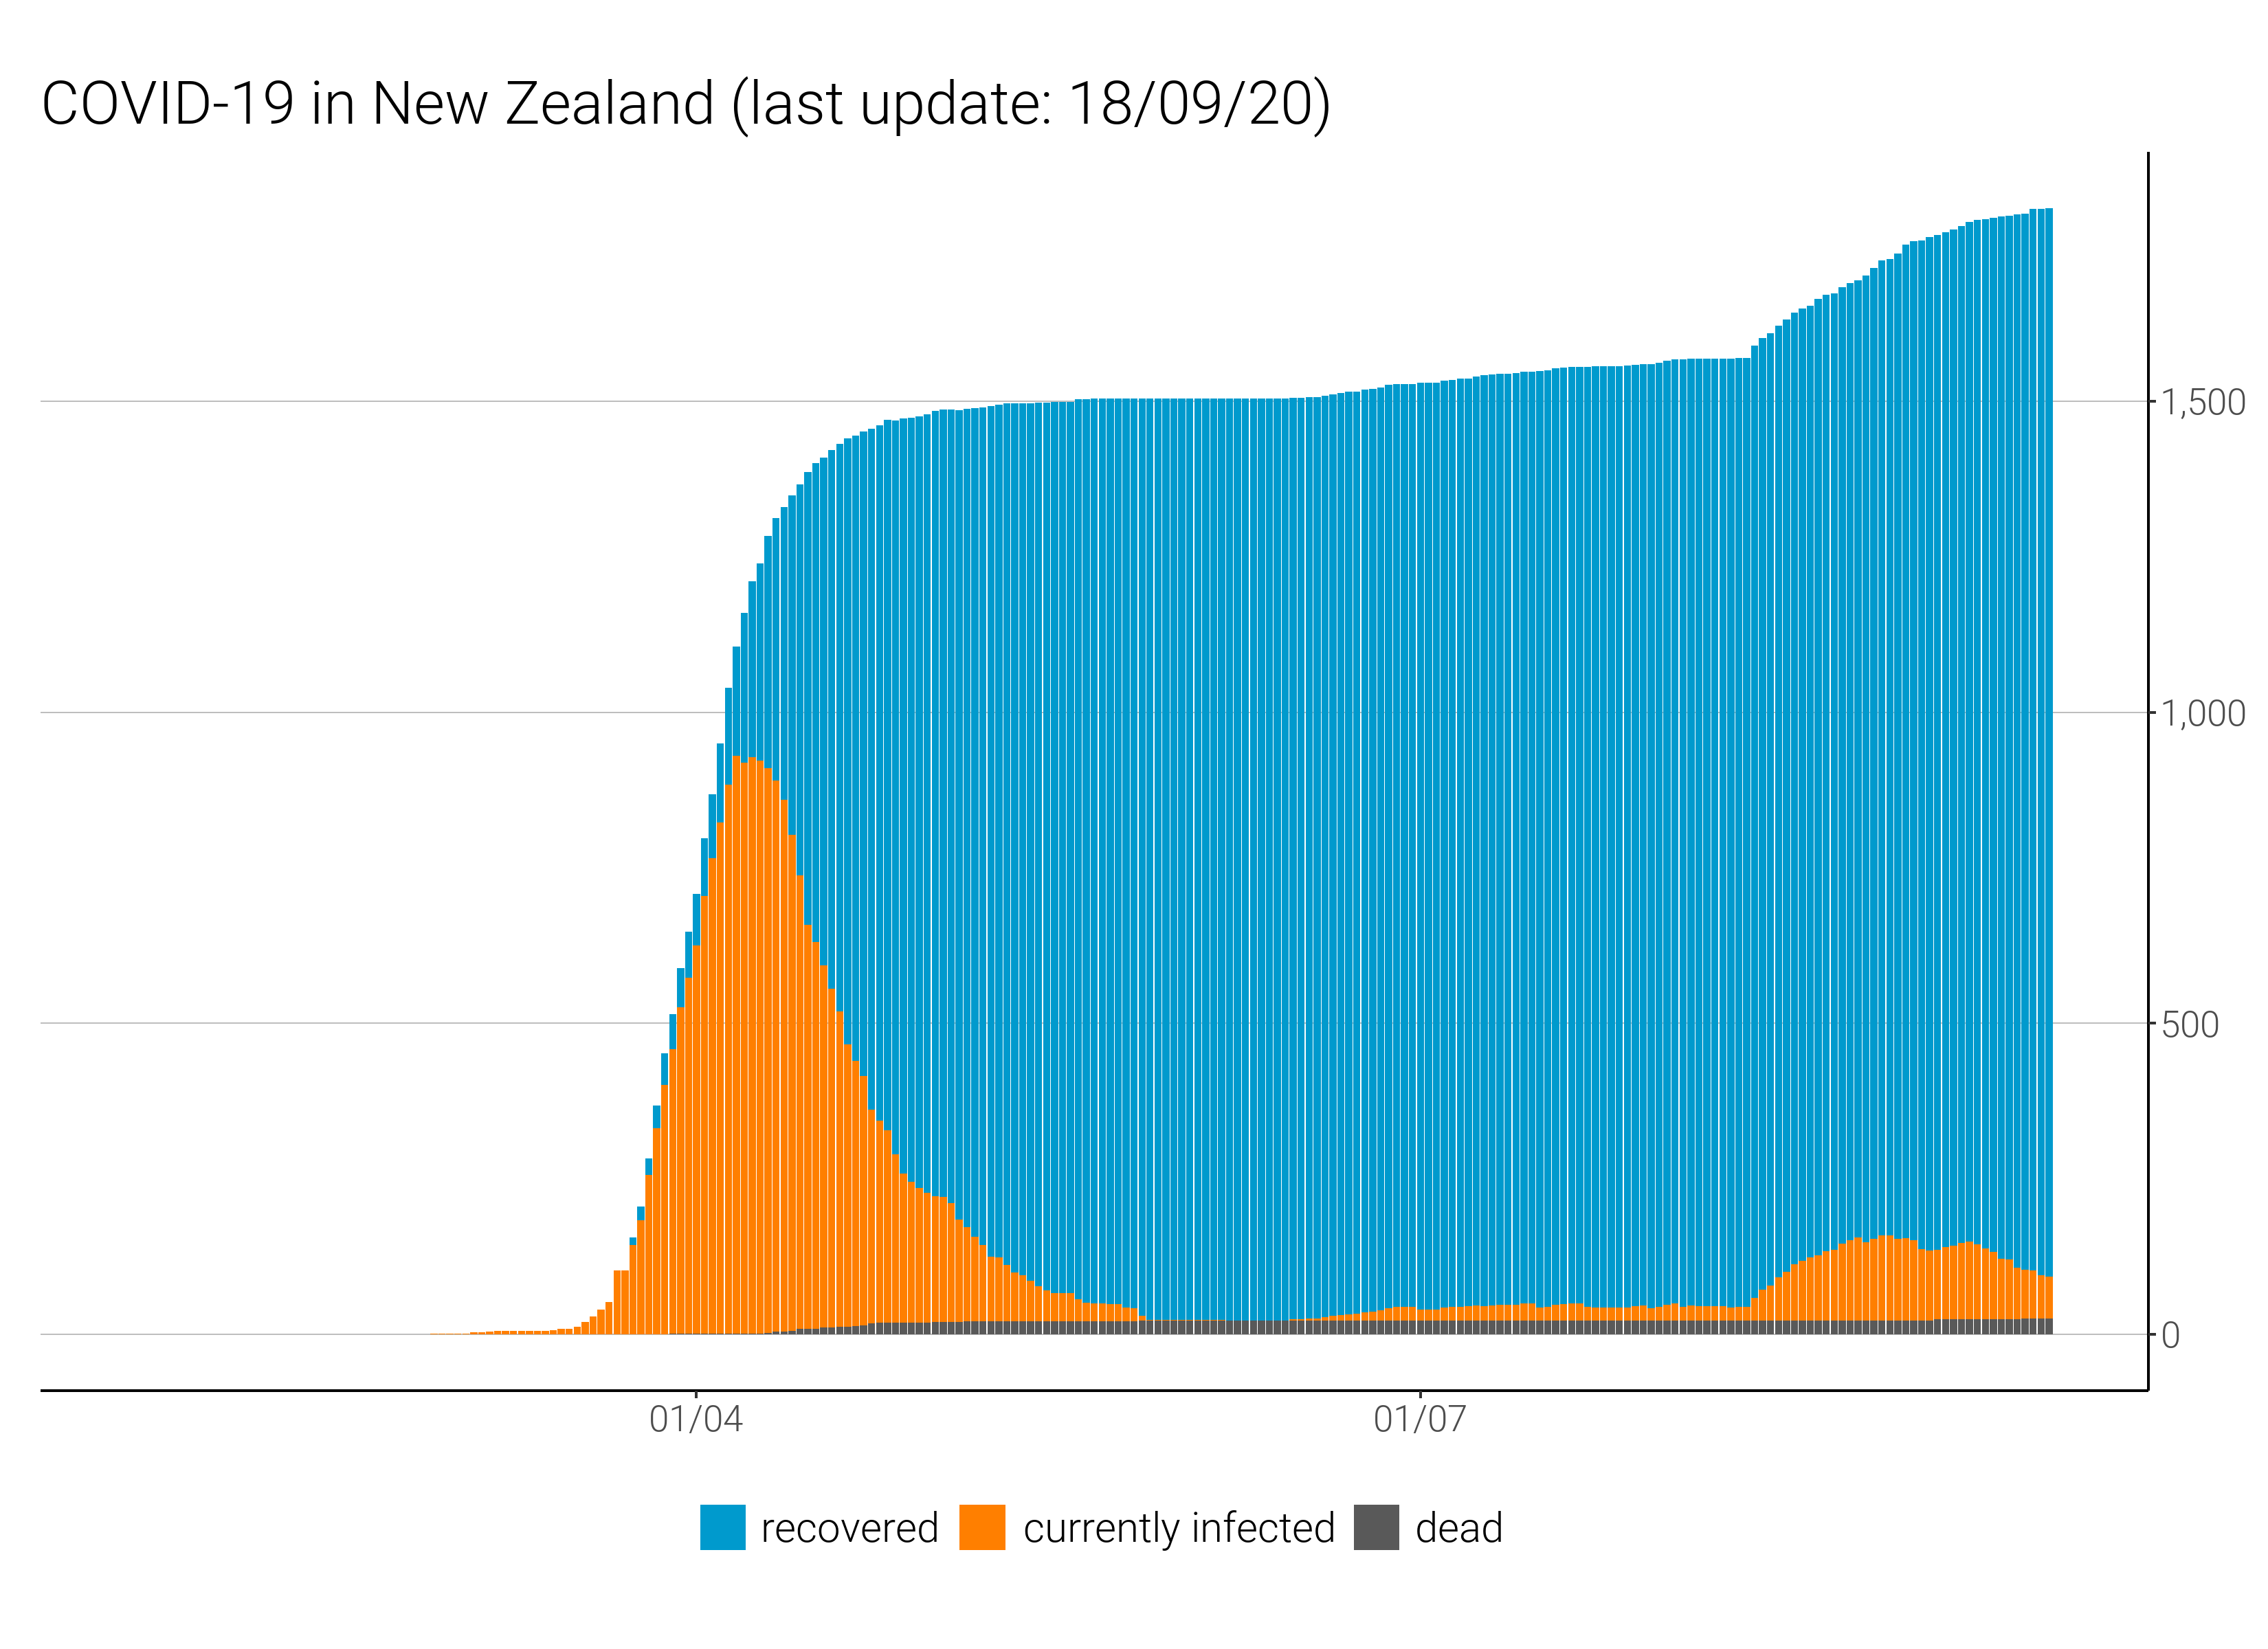 COVID-19 in New Zealand (last update: 18/09/20)
1,500
1,000
500
0
01/04 01/07
recovered currently infected dead